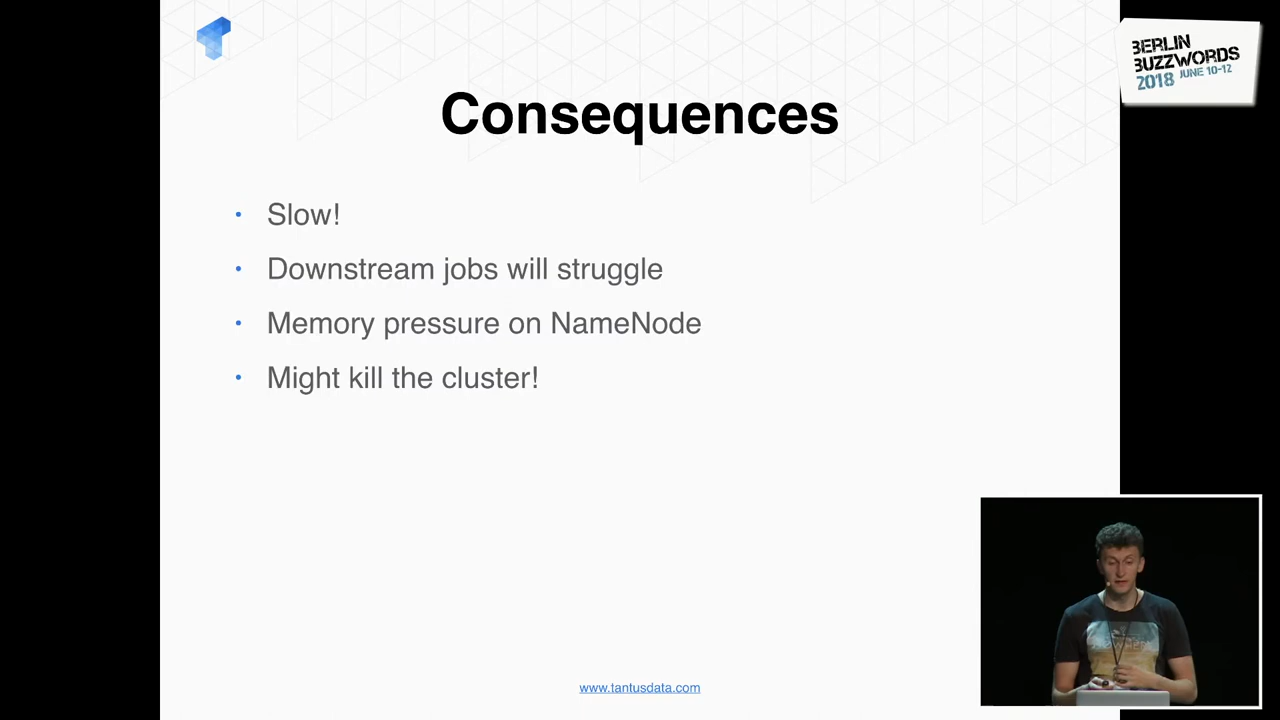 BERLIN
BUZZWORDS
2018 JUNE 10-12
Consequences
• Slow!
• Downstream jobs will struggle
• Memory pressure on NameNode
• Might kill the cluster!
www.tantusdata.com